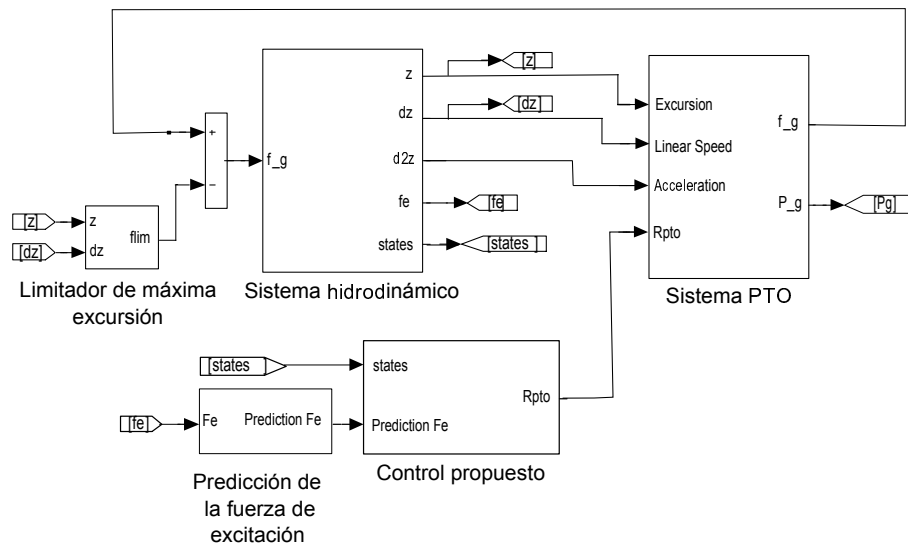 [z]
[dz]
z
dz
d2z
fe
states
f_g
[fe]
[states ]
Excursion
Linear Speed
Acceleration
Rpto
f_g
P_g
[Pg]
Sistema PTO
+
−
[z]
[dz]
z
dz
flim
Limitador de máxima
excursión
Sistema hidrodinámico
[states ]
[fe]
Fe
Prediction Fe
states
Prediction Fe
Rpto
Control propuesto
Predicción de
la fuerza de
excitación